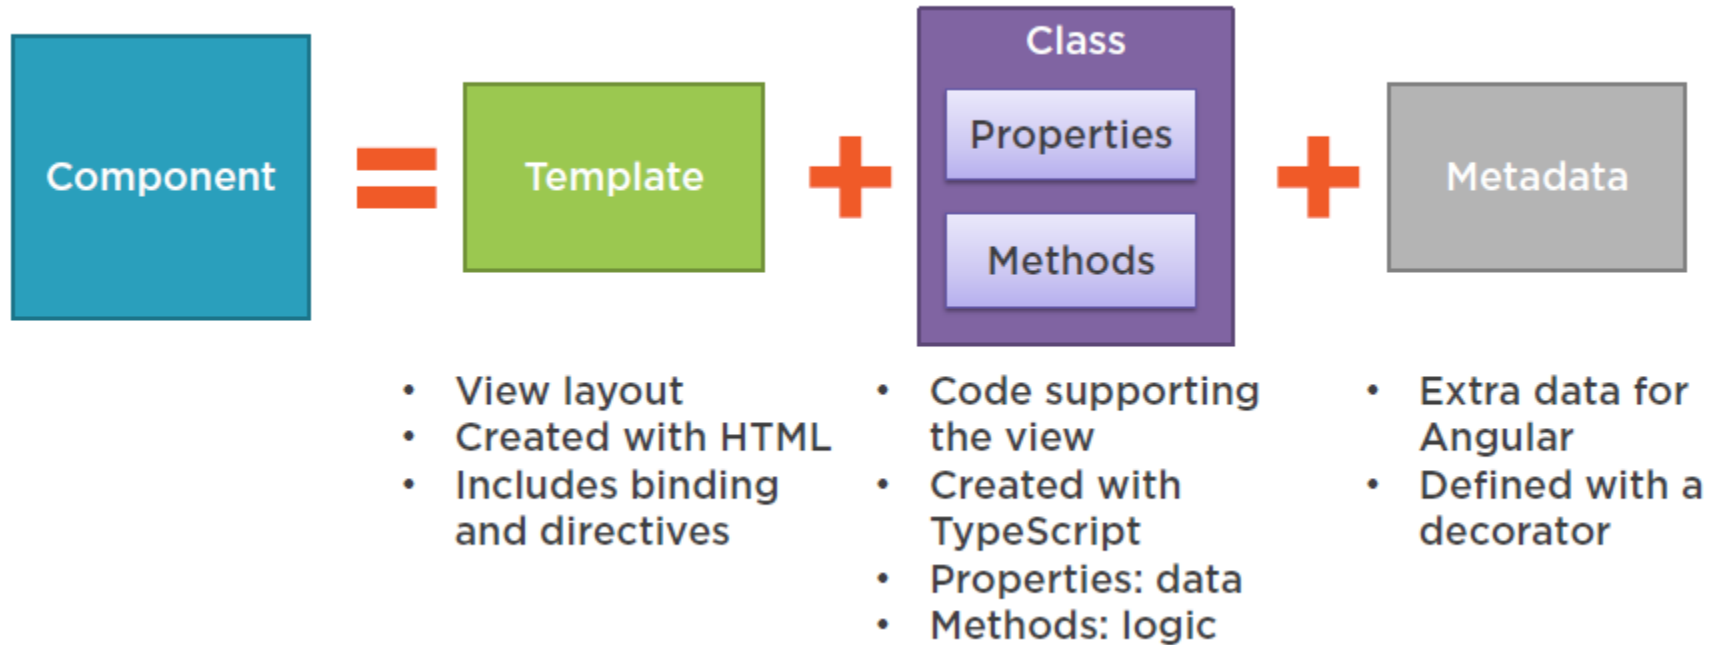 Component
=
Template
+
Class
Properties
Methods
+
Metadata
• View layout
• Created with HTML
• Includes binding
and directives
• Code supporting
the view
• Created with
TypeScript
• Properties: data
• Methods: logic
• Extra data for
Angular
• Defined with a
decorator